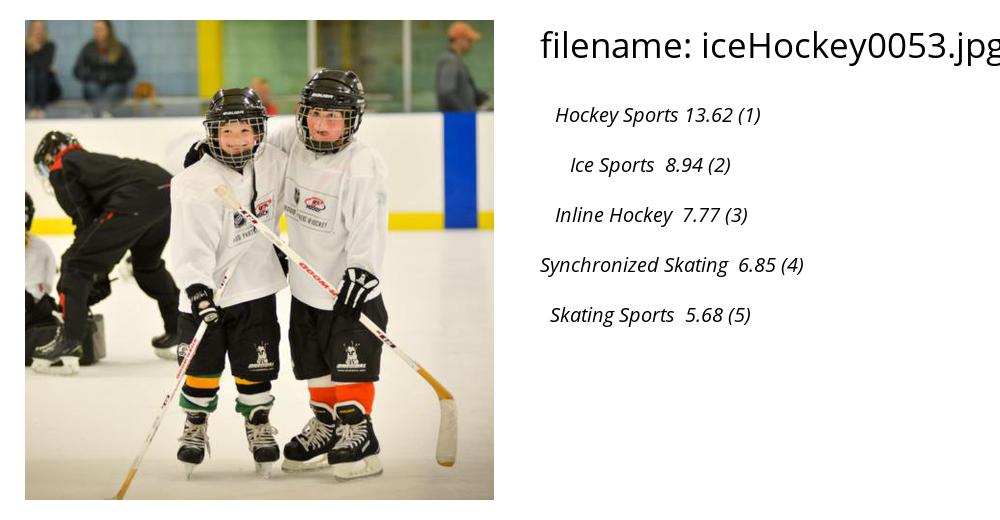 filename: iceHockey0053.jpg
Hockey Sports 13.62 (1)
Ice Sports 8.94 (2)
Inline Hockey 7.77 (3)
Synchronized Skating 6.85 (4)
Skating Sports 5.68 (5)